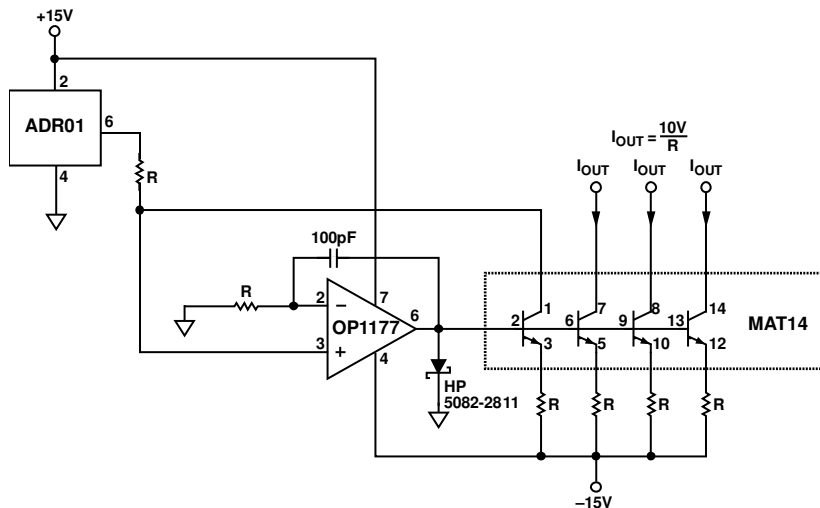 +15V
2
ADR01
6
4
R
I_OUT = 10V/R
I_OUT I_OUT I_OUT
100pF
R
2
–
7
OP1177
6
3
+
4
HP
5082-2811
2 1 3
6 7 5
9 8 10
13 14 12
MAT14
R R R R
–15V